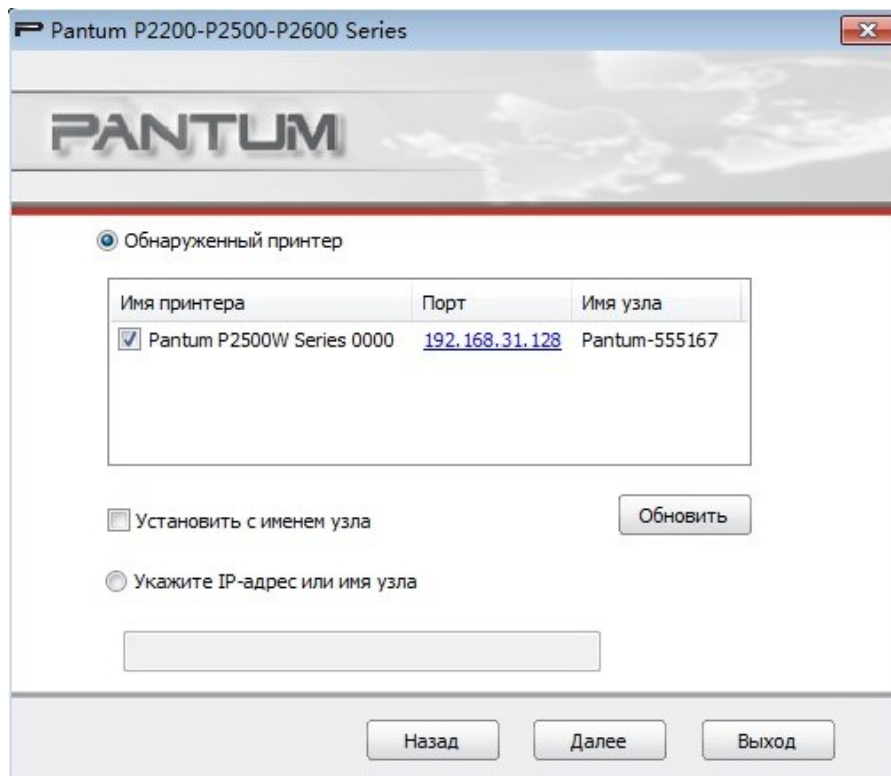 Pantum P2200-P2500-P2600 Series
PANTUM
Обнаруженный принтер
Имя принтера Порт Имя узла
Pantum P2500W Series 0000 192.168.31.128 Pantum-555167
Установить с именем узла
Обновить
Укажите IP-адрес или имя узла
Назад Далее Выход